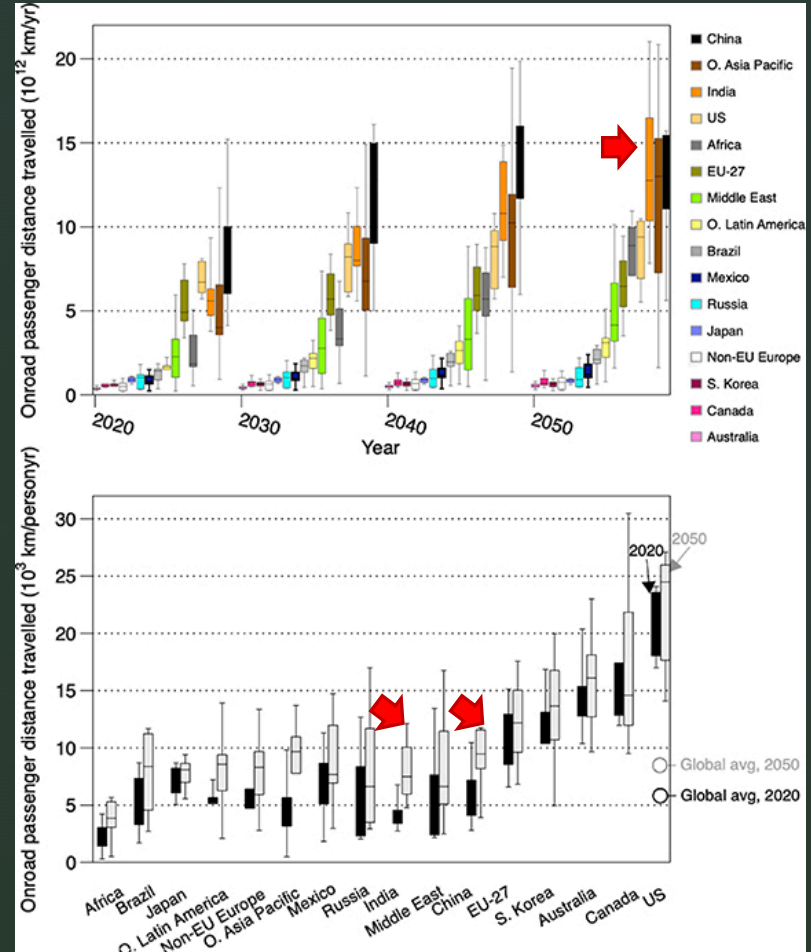 Onroad passenger distance travelled (10¹² km/yr)
20
15
10
5
0
2020
2030
2040
2050
Year
China
O. Asia Pacific
India
US
Africa
EU-27
Middle East
O. Latin America
Brazil
Mexico
Russia
Japan
Non-EU Europe
S. Korea
Canada
Australia
Onroad passenger distance travelled (10³ km/personyr)
30
25
20
15
10
5
0
2020
2050
Global avg, 2050
Global avg, 2020
Africa
Brazil
Japan
O. Latin America
Non-EU Europe
O. Asia Pacific
Mexico
Russia
India
Middle East
China
EU-27
S. Korea
Australia
Canada
US